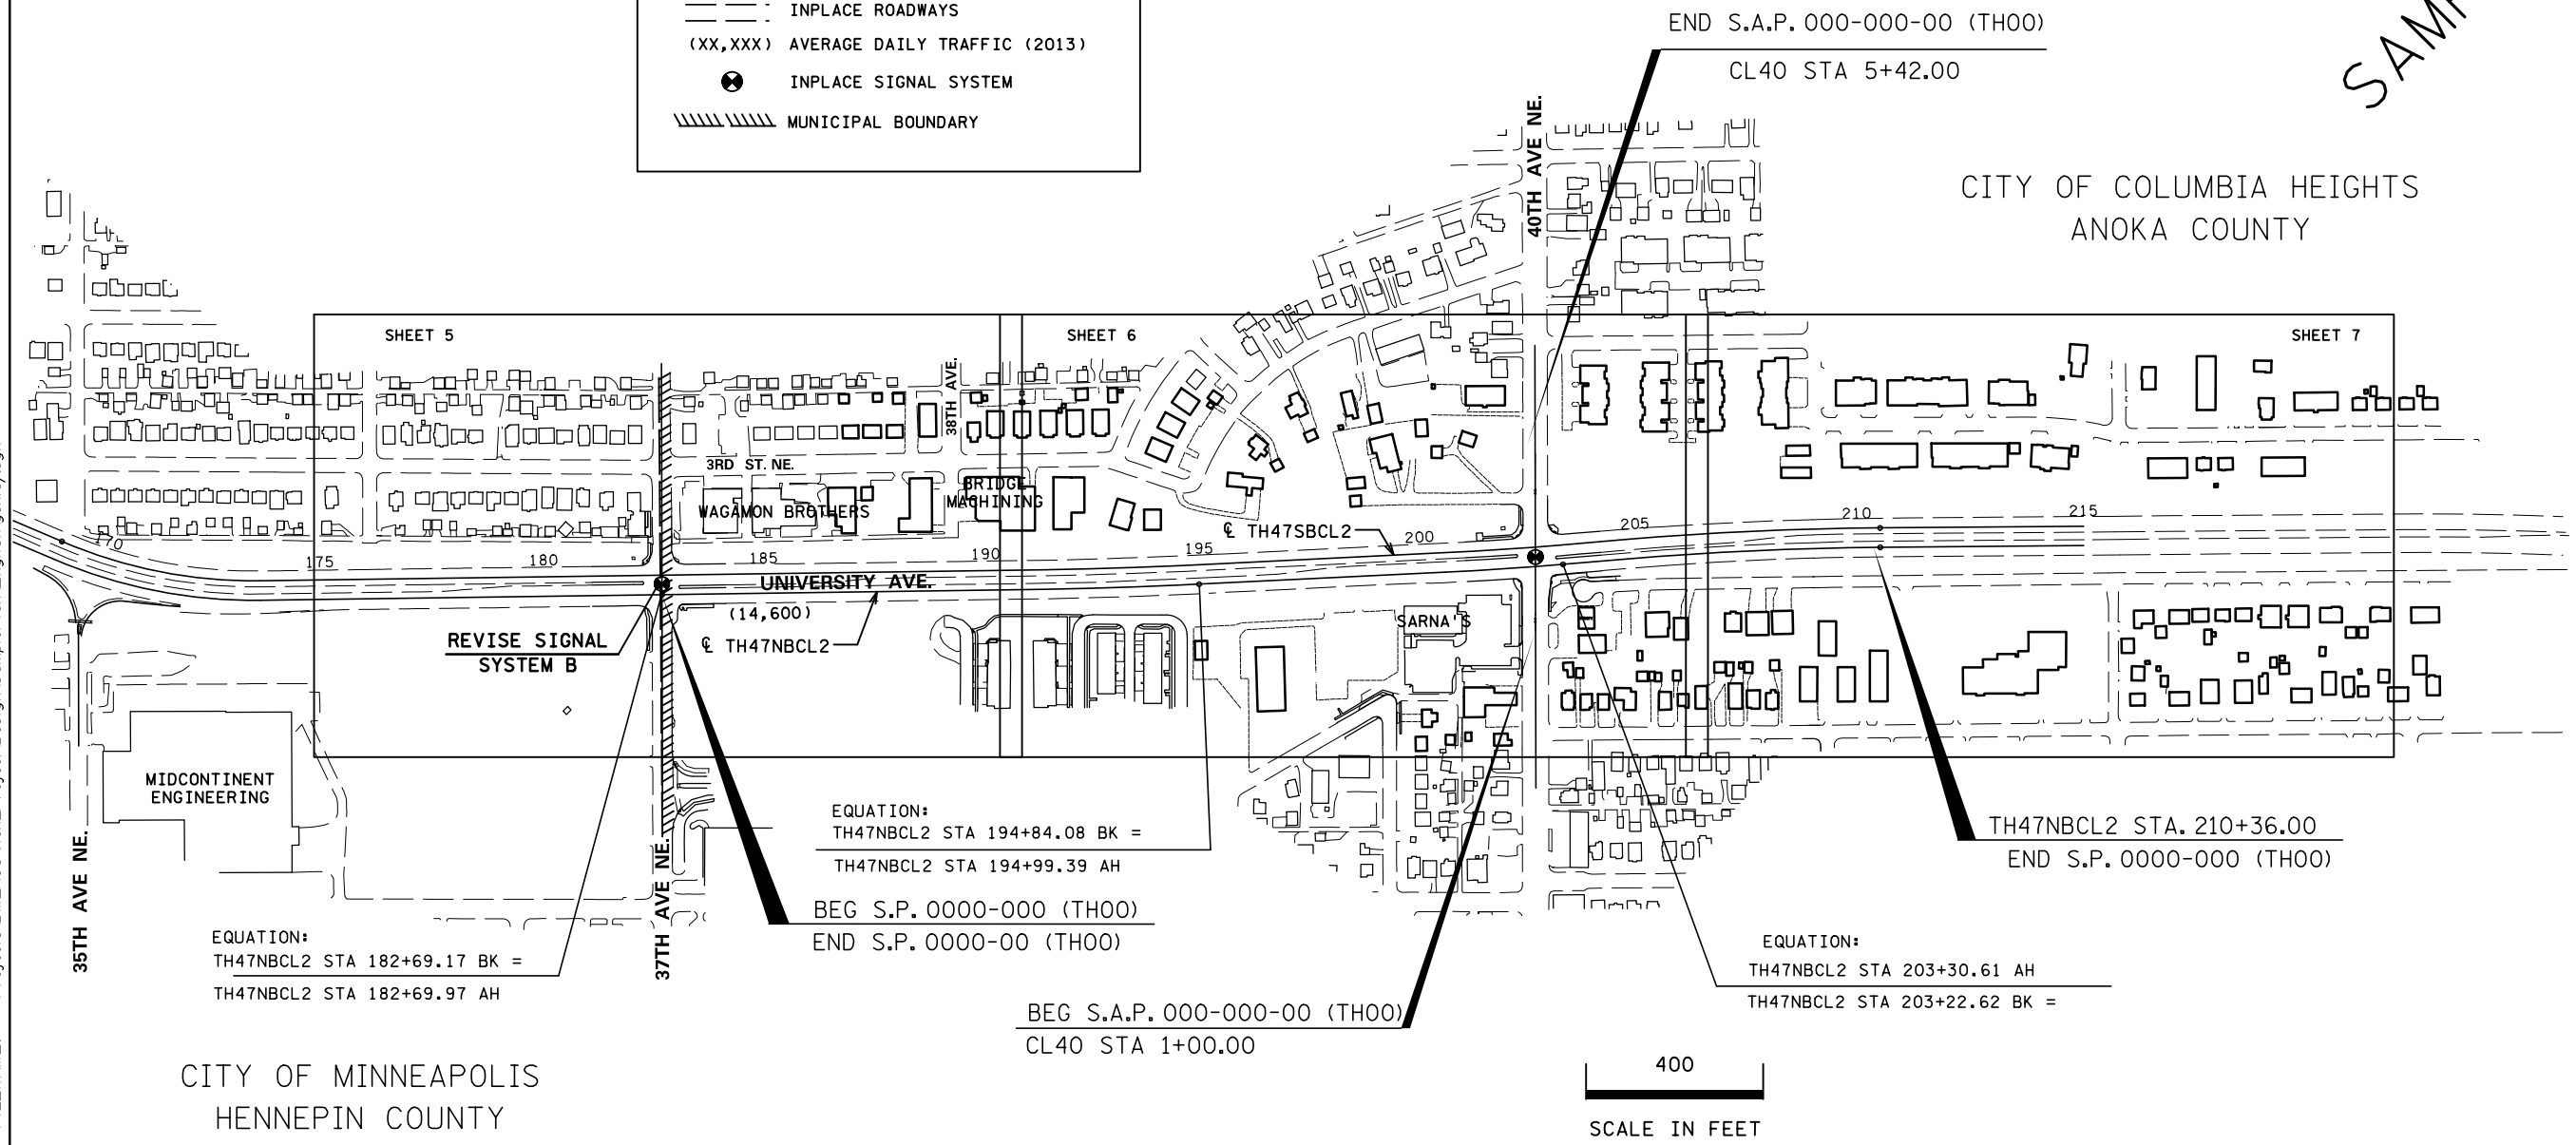 INPLACE ROADWAYS
(XX,XXX) AVERAGE DAILY TRAFFIC (2013)
INPLACE SIGNAL SYSTEM
MUNICIPAL BOUNDARY
END S.A.P. 000-000-00 (TH00)
CL40 STA 5+42.00
CITY OF COLUMBIA HEIGHTS
ANOKA COUNTY
40TH AVE NE.
SHEET 5
SHEET 6
SHEET 7
38TH AVE.
3RD ST. NE.
WAGAMON BROTHERS
BRIDGE
MACHINING
℄ TH47SBCL2
170
175
180
185
190
195
200
205
210
215
UNIVERSITY AVE.
(14,600)
℄ TH47NBCL2
REVISE SIGNAL
SYSTEM B
SARNA'S
MIDCONTINENT
ENGINEERING
35TH AVE NE.
37TH AVE NE.
EQUATION:
TH47NBCL2 STA 194+84.08 BK =
TH47NBCL2 STA 194+99.39 AH
TH47NBCL2 STA. 210+36.00
END S.P. 0000-000 (TH00)
BEG S.P. 0000-000 (TH00)
END S.P. 0000-00 (TH00)
EQUATION:
TH47NBCL2 STA 182+69.17 BK =
TH47NBCL2 STA 182+69.97 AH
EQUATION:
TH47NBCL2 STA 203+30.61 AH
TH47NBCL2 STA 203+22.62 BK =
BEG S.A.P. 000-000-00 (TH00)
CL40 STA 1+00.00
CITY OF MINNEAPOLIS
HENNEPIN COUNTY
400
SCALE IN FEET